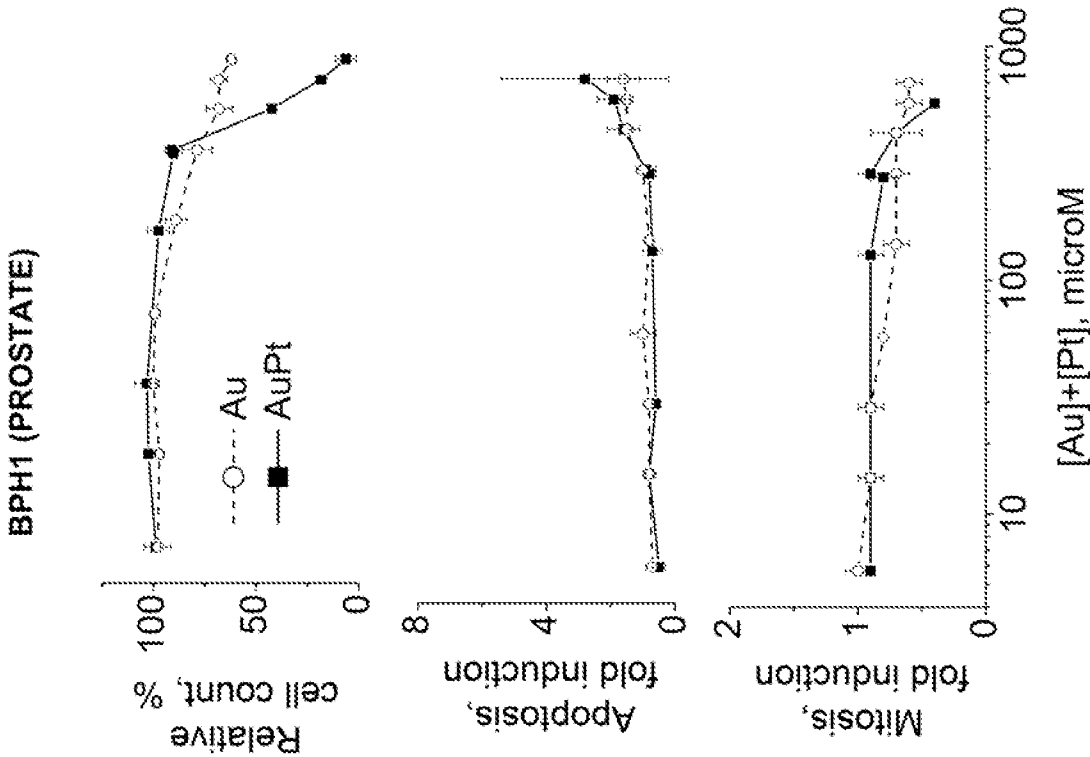 BPH1 (PROSTATE)
Relative
cell count, %
100
50
0
Au
AuPt
Apoptosis,
fold induction
8
4
0
Mitosis,
fold induction
2
1
0
10
100
1000
[Au]+[Pt], microM